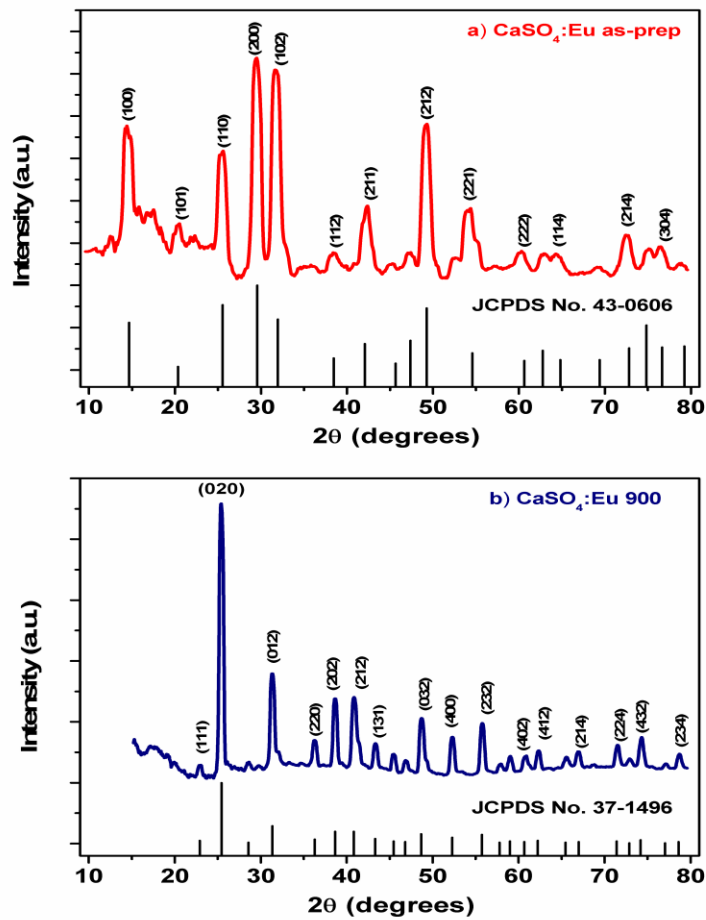 a) CaSO₄:Eu as-prep
(100)
(101)
(110)
(200)
(102)
(112)
(211)
(212)
(221)
(222)
(114)
(214)
(304)
Intensity (a.u.)
JCPDS No. 43-0606
10 20 30 40 50 60 70 80
2θ (degrees)
b) CaSO₄:Eu 900
(111)
(020)
(012)
(220)
(202)
(212)
(131)
(032)
(400)
(232)
(402)
(412)
(214)
(224)
(432)
(234)
Intensity (a.u.)
JCPDS No. 37-1496
10 20 30 40 50 60 70 80
2θ (degrees)